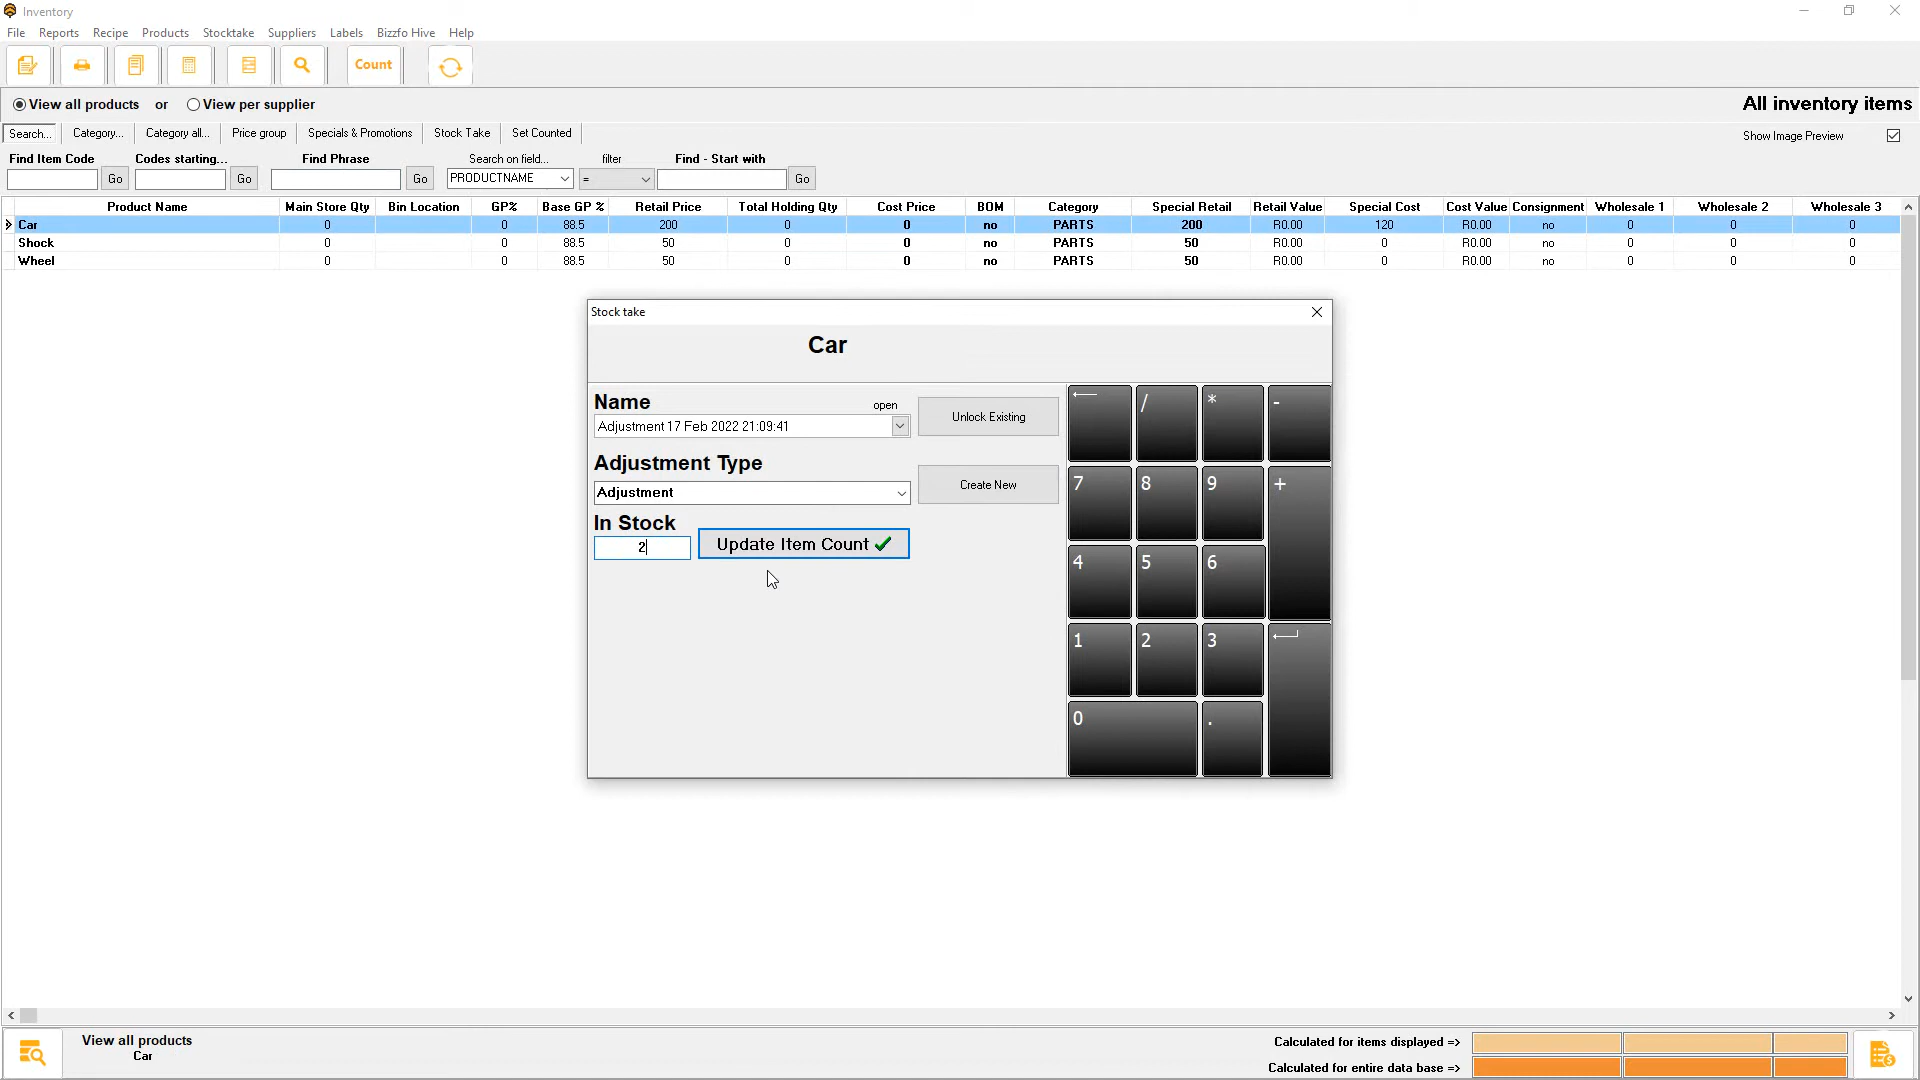 Inventory
File Reports Recipe Products Stocktake Suppliers Labels Bizzfo Hive Help
Count
View all products or View per supplier
All inventory items
Search... Category... Category all... Price group Specials & Promotions Stock Take Set Counted
Show Image Preview
Find Item Code Codes starting... Find Phrase Search on field... filter Find - Start with
Go Go Go PRODUCTNAME = Go
Product Name Main Store Qty Bin Location GP% Base GP % Retail Price Total Holding Qty Cost Price BOM Category Special Retail Retail Value Special Cost Cost Value Consignment Wholesale 1 Wholesale 2 Wholesale 3
Car 0 0 88.5 200 0 0 no PARTS 200 R0.00 120 R0.00 no 0 0 0
Shock 0 0 88.5 50 0 0 no PARTS 50 R0.00 0 R0.00 no 0 0 0
Wheel 0 0 88.5 50 0 0 no PARTS 50 R0.00 0 R0.00 no 0 0 0
Stock take
Car
Name open
Adjustment 17 Feb 2022 21:09:41
Unlock Existing
Adjustment Type
Adjustment
Create New
In Stock
2
Update Item Count
/ * -
7 8 9 +
4 5 6
1 2 3
0 .
View all products
Car
Calculated for items displayed =>
Calculated for entire data base =>